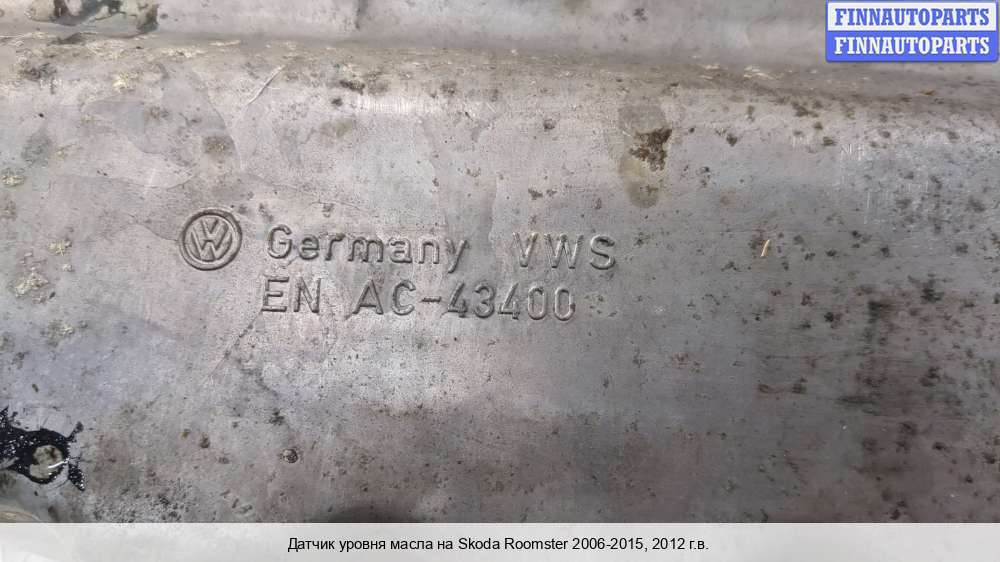 FINNAUTOPARTS
FINNAUTOPARTS
Germany VWS
EN AC-43400
Датчик уровня масла на Skoda Roomster 2006-2015, 2012 г.в.